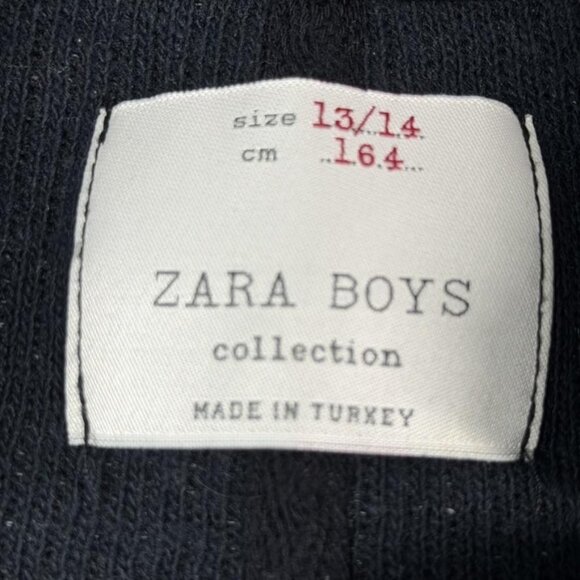 size 13/14
cm 164
ZARA BOYS
collection
MADE IN TURKEY